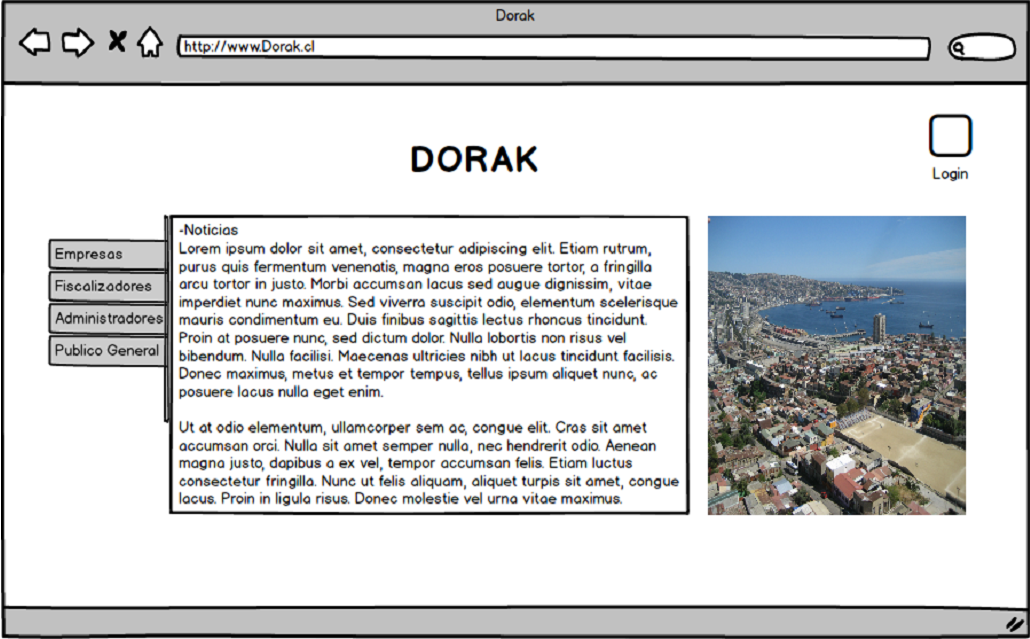 Dorak
http://www.Dorak.cl
DORAK
Login
Empresas
Fiscalizadores
Administradores
Publico General
-Noticias
Lorem ipsum dolor sit amet, consectetur adipiscing elit. Etiam rutrum,
purus quis fermentum venenatis, magna eros posuere tortor, a fringilla
arcu tortor in justo. Morbi accumsan lacus sed augue dignissim, vitae
imperdiet nunc maximus. Sed viverra suscipit odio, elementum scelerisque
mauris condimentum eu. Duis finibus sagittis lectus rhoncus tincidunt.
Proin at posuere nunc, sed dictum dolor. Nulla lobortis non risus vel
bibendum. Nulla facilisi. Maecenas ultricies nibh ut lacus tincidunt facilisis.
Donec maximus, metus et tempor tempus, tellus ipsum aliquet nunc, ac
posuere lacus nulla eget enim.
Ut at odio elementum, ullamcorper sem ac, congue elit. Cras sit amet
accumsan orci. Nulla sit amet semper nulla, nec hendrerit odio. Aenean
magna justo, dapibus a ex vel, tempor accumsan felis. Etiam luctus
consectetur fringilla. Nunc ut felis aliquam, aliquet turpis sit amet, congue
lacus. Proin in ligula risus. Donec molestie vel urna vitae maximus.